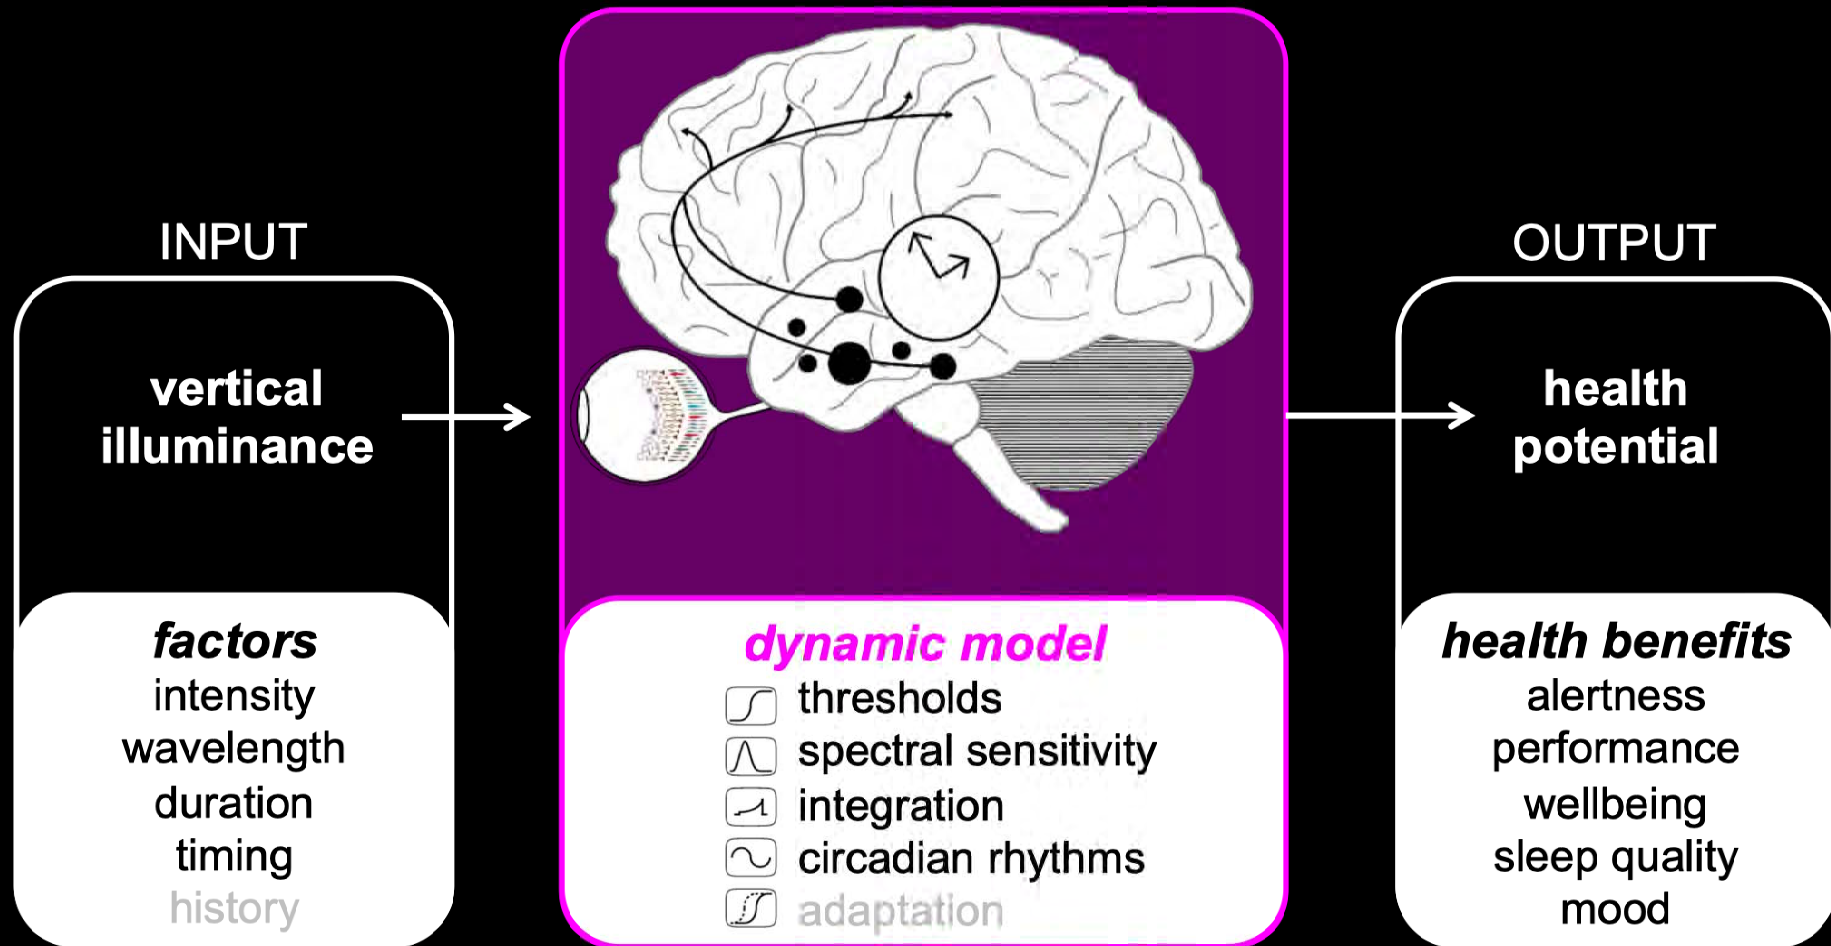 INPUT
vertical
illuminance
factors
intensity
wavelength
duration
timing
history
dynamic model
thresholds
spectral sensitivity
integration
circadian rhythms
adaptation
OUTPUT
health
potential
health benefits
alertness
performance
wellbeing
sleep quality
mood